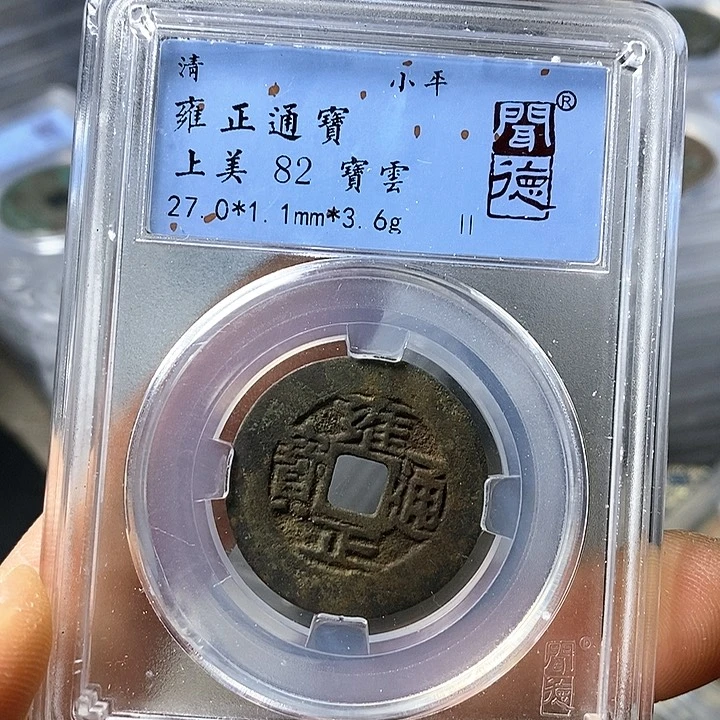 清 小平
雍正通寶
上美 82 寶雲
27.0*1.1mm*3.6g 11
聞德®
雍正通寶
聞德